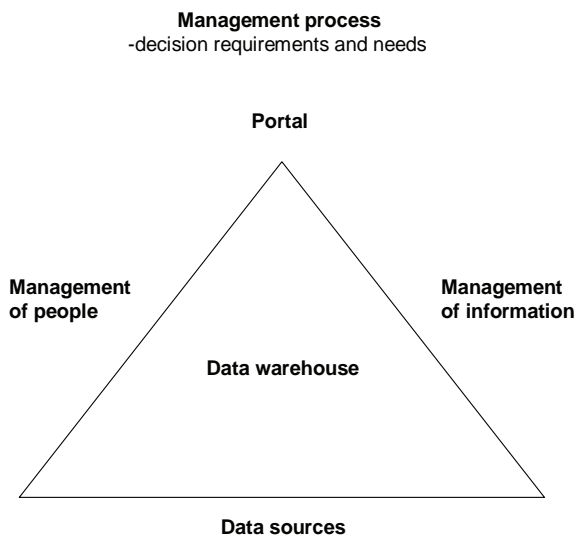 Management process
-decision requirements and needs
Portal
Management
of people
Management
of information
Data warehouse
Data sources